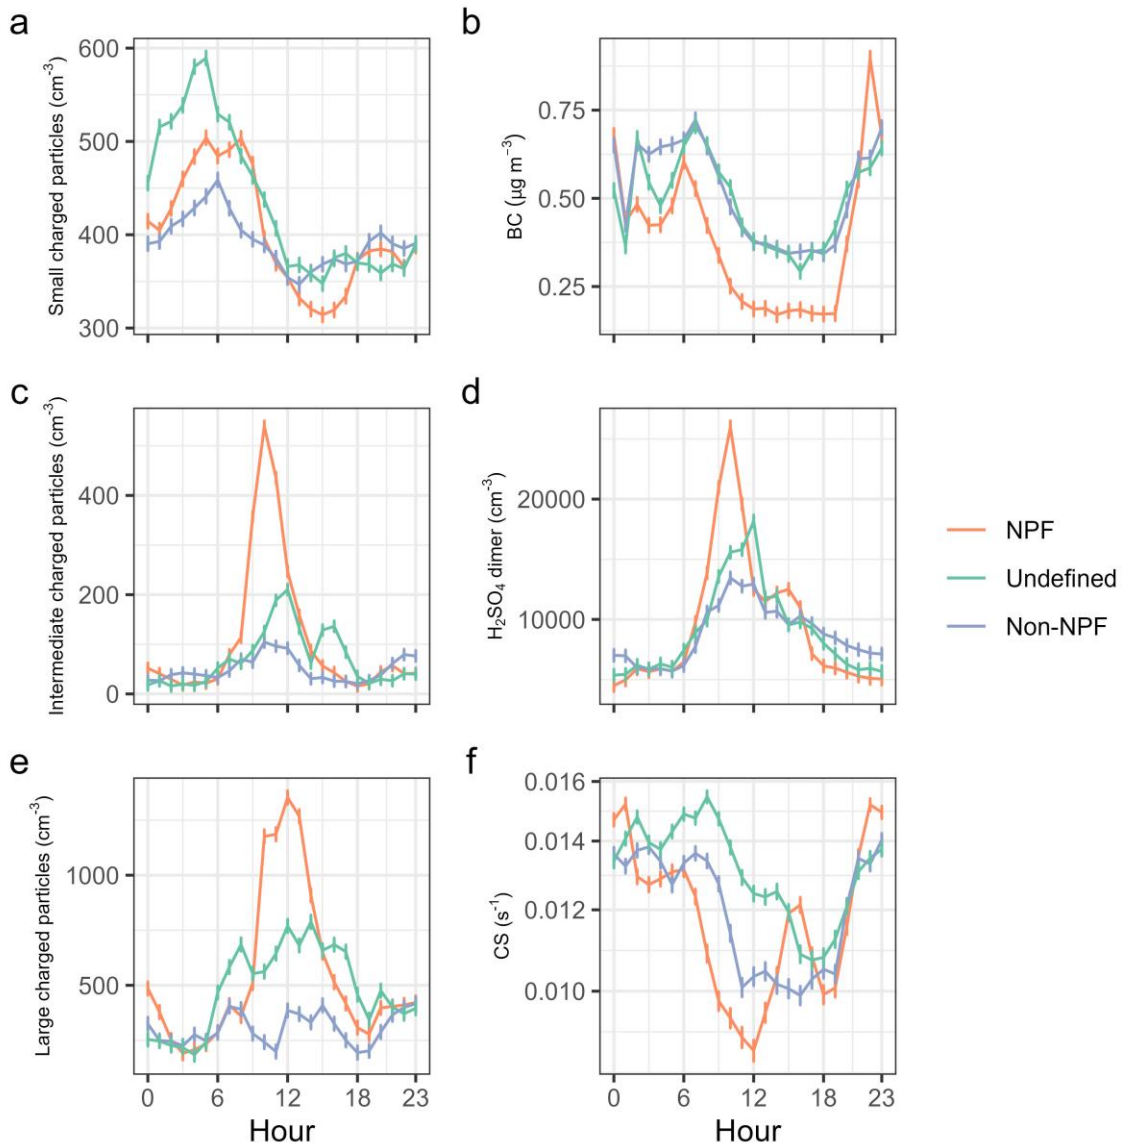 a
Small charged particles (cm⁻³)
600
500
400
300
b
BC (µg m⁻³)
0.75
0.50
0.25
c
Intermediate charged particles (cm⁻³)
400
200
0
d
H₂SO₄ dimer (cm⁻³)
20000
10000
NPF
Undefined
Non-NPF
e
Large charged particles (cm⁻³)
1000
500
0 6 12 18 23
Hour
f
CS (s⁻¹)
0.016
0.014
0.012
0.010
0 6 12 18 23
Hour